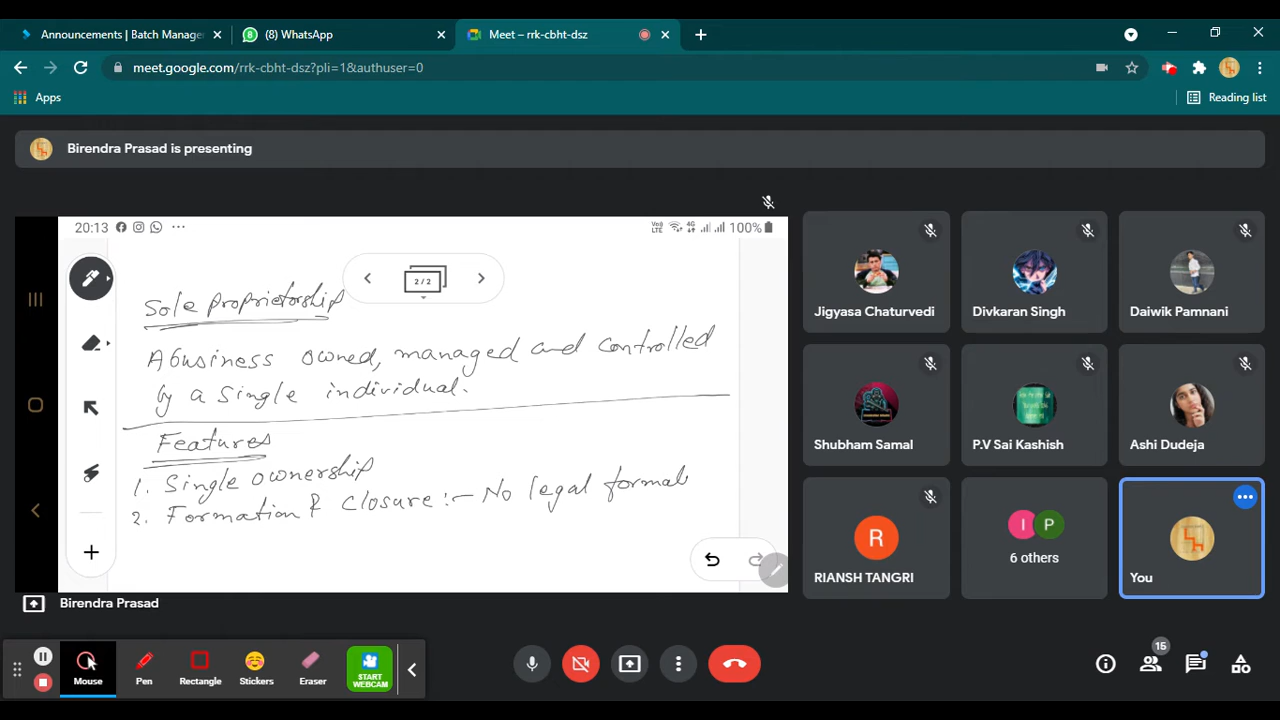 Announcements | Batch Manage
(8) WhatsApp
Meet – rrk-cbht-dsz
meet.google.com/rrk-cbht-dsz?pli=1&authuser=0
Apps
Reading list
Birendra Prasad is presenting
20:13
VoLTE 4G 100%
2/2
Sole proprietorship
A business owned, managed and controlled
by a single individual.
Features
1. Single ownership
2. Formation & closure :- No legal formal
Birendra Prasad
Jigyasa Chaturvedi
Divkaran Singh
Daiwik Pamnani
Shubham Samal
P.V Sai Kashish
Ashi Dudeja
R
RIANSH TANGRI
I P
6 others
You
Mouse
Pen
Rectangle
Stickers
Eraser
START
WEBCAM
15